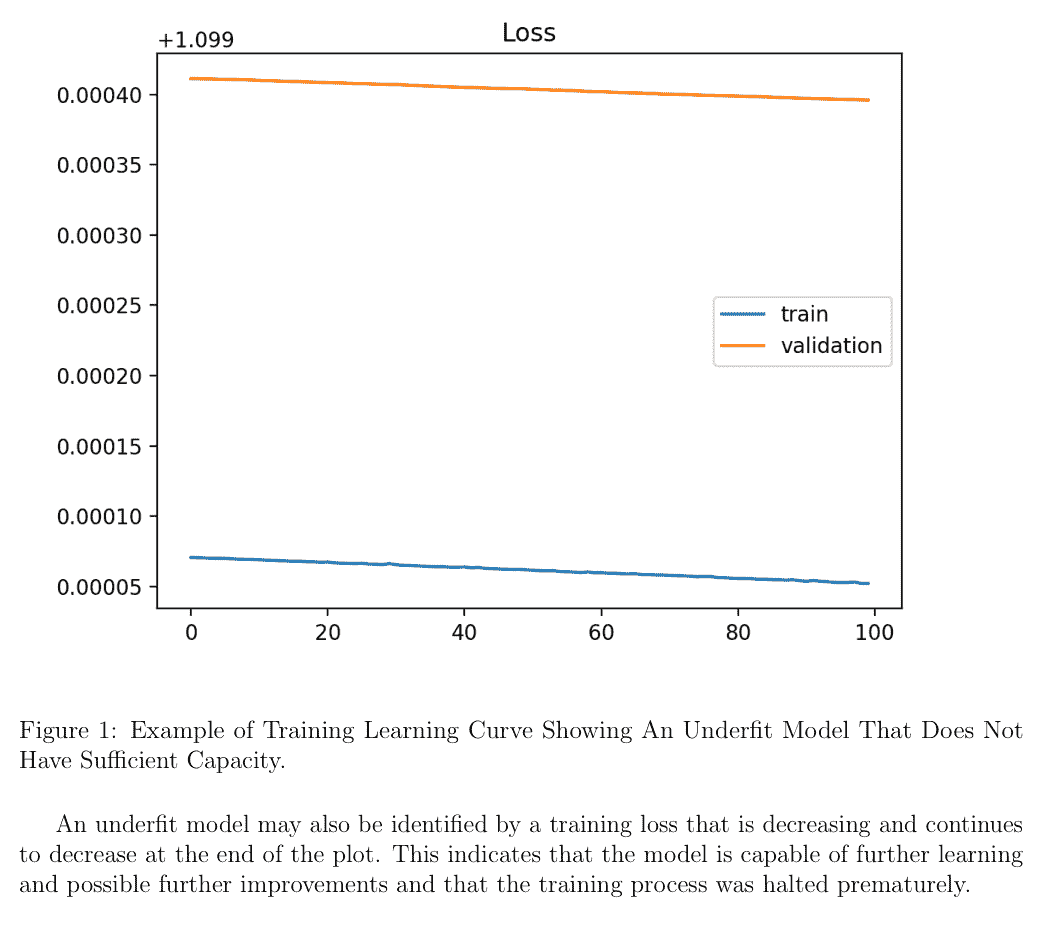 Loss
+1.099
0.00040
0.00035
0.00030
0.00025
0.00020
0.00015
0.00010
0.00005
train
validation
0 20 40 60 80 100
Figure 1: Example of Training Learning Curve Showing An Underfit Model That Does Not
Have Sufficient Capacity.
An underfit model may also be identified by a training loss that is decreasing and continues
to decrease at the end of the plot. This indicates that the model is capable of further learning
and possible further improvements and that the training process was halted prematurely.